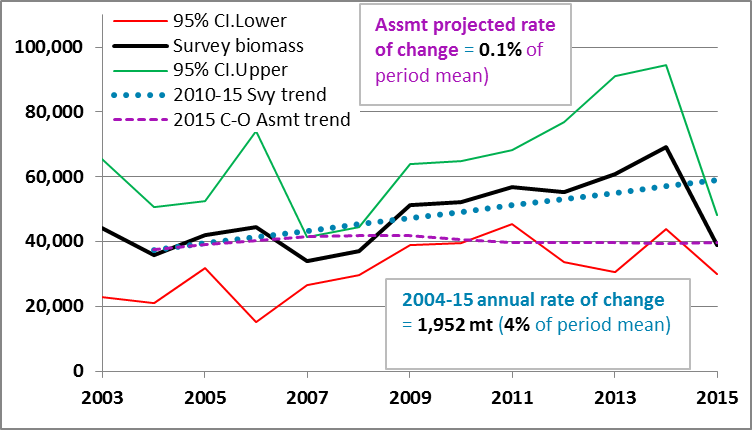 95% CI.Lower
Survey biomass
95% CI.Upper
2010-15 Svy trend
2015 C-O Asmt trend
Assmt projected rate
of change = 0.1% of
period mean)
100,000
80,000
60,000
40,000
20,000
0
2004-15 annual rate of change
= 1,952 mt (4% of period mean)
2003
2005
2007
2009
2011
2013
2015